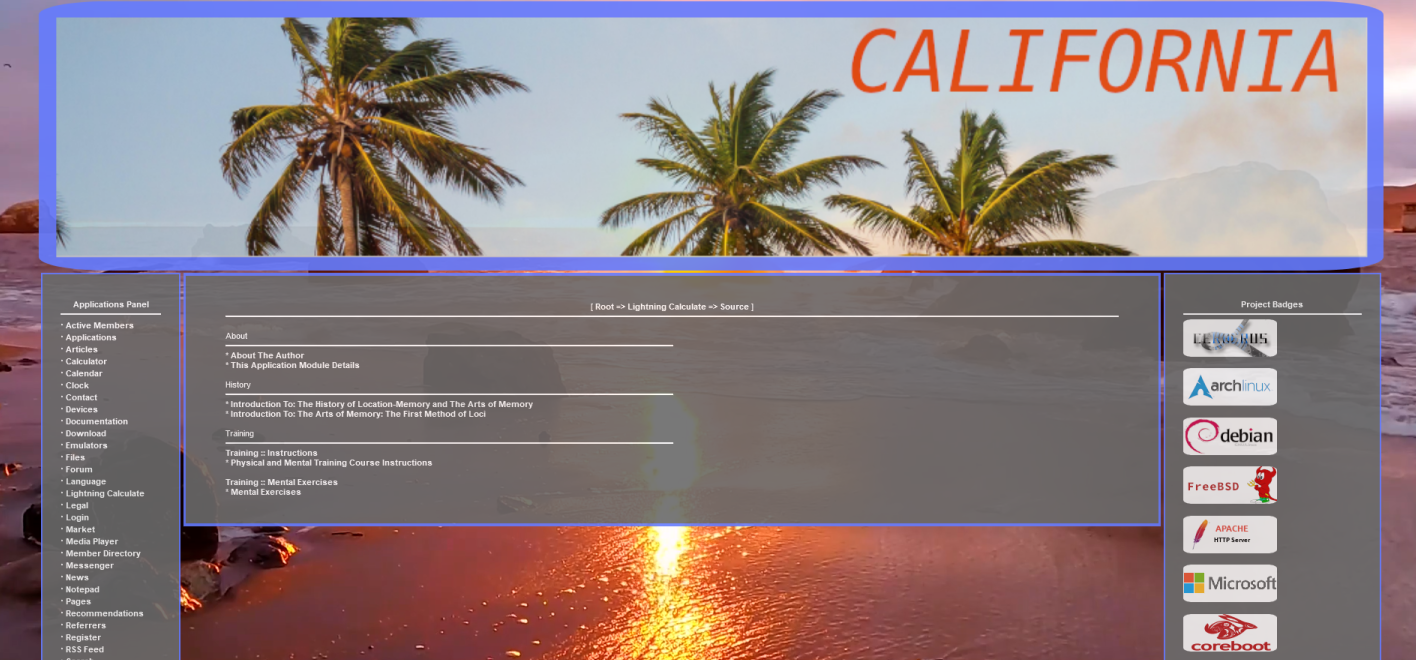 CALIFORNIA
Applications Panel
· Active Members
· Applications
· Articles
· Calculator
· Calendar
· Clock
· Contact
· Devices
· Documentation
· Download
· Emulators
· Files
· Forum
· Language
· Lightning Calculate
· Legal
· Login
· Market
· Media Player
· Member Directory
· Messenger
· News
· Notepad
· Pages
· Recommendations
· Referrers
· Register
· RSS Feed
[ Root => Lightning Calculate => Source ]
About
* About The Author
* This Application Module Details
History
* Introduction To: The History of Location-Memory and The Arts of Memory
* Introduction To: The Arts of Memory: The First Method of Loci
Training
Training :: Instructions
* Physical and Mental Training Course Instructions
Training :: Mental Exercises
* Mental Exercises
Project Badges
CERBERUS
archlinux
debian
FreeBSD
APACHE
HTTP Server
Microsoft
coreboot